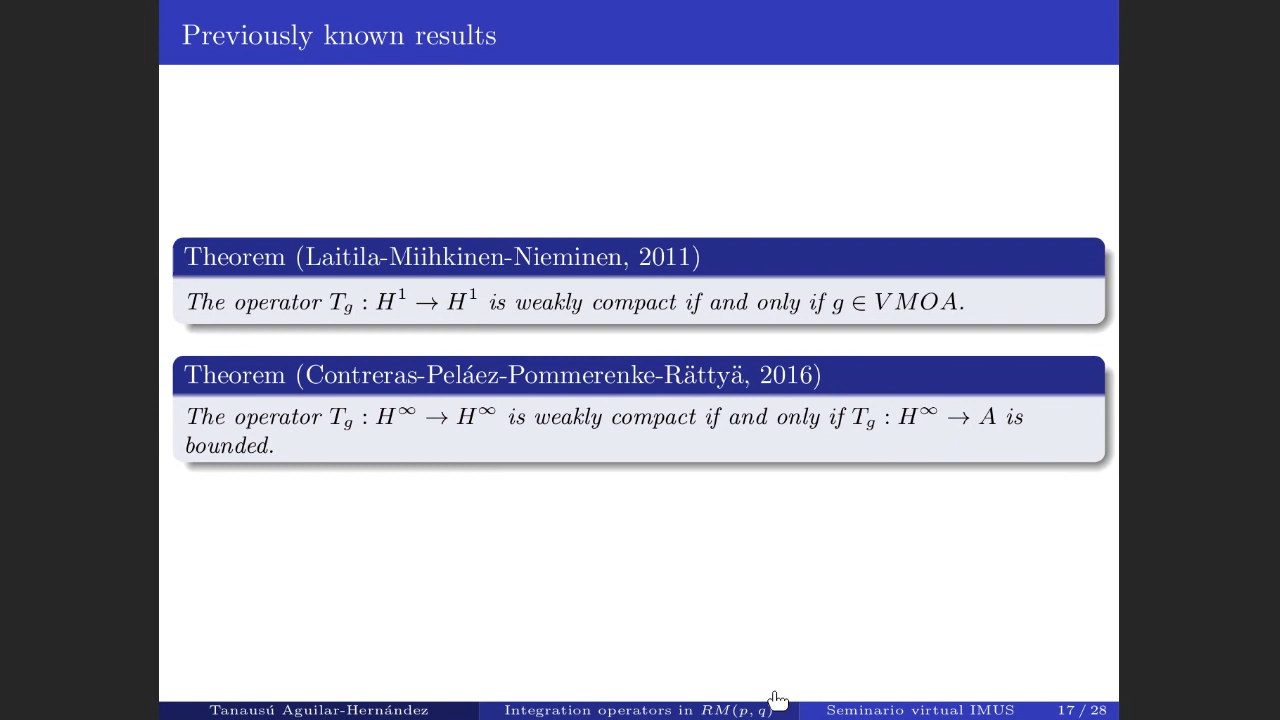 Previously known results
Theorem (Laitila-Miihkinen-Nieminen, 2011)
The operator T_g : H^1 → H^1 is weakly compact if and only if g ∈ VMOA.
Theorem (Contreras-Peláez-Pommerenke-Rättyä, 2016)
The operator T_g : H^∞ → H^∞ is weakly compact if and only if T_g : H^∞ → A is
bounded.
Tanausú Aguilar-Hernández Integration operators in RM(p, q) Seminario virtual IMUS 17 / 28